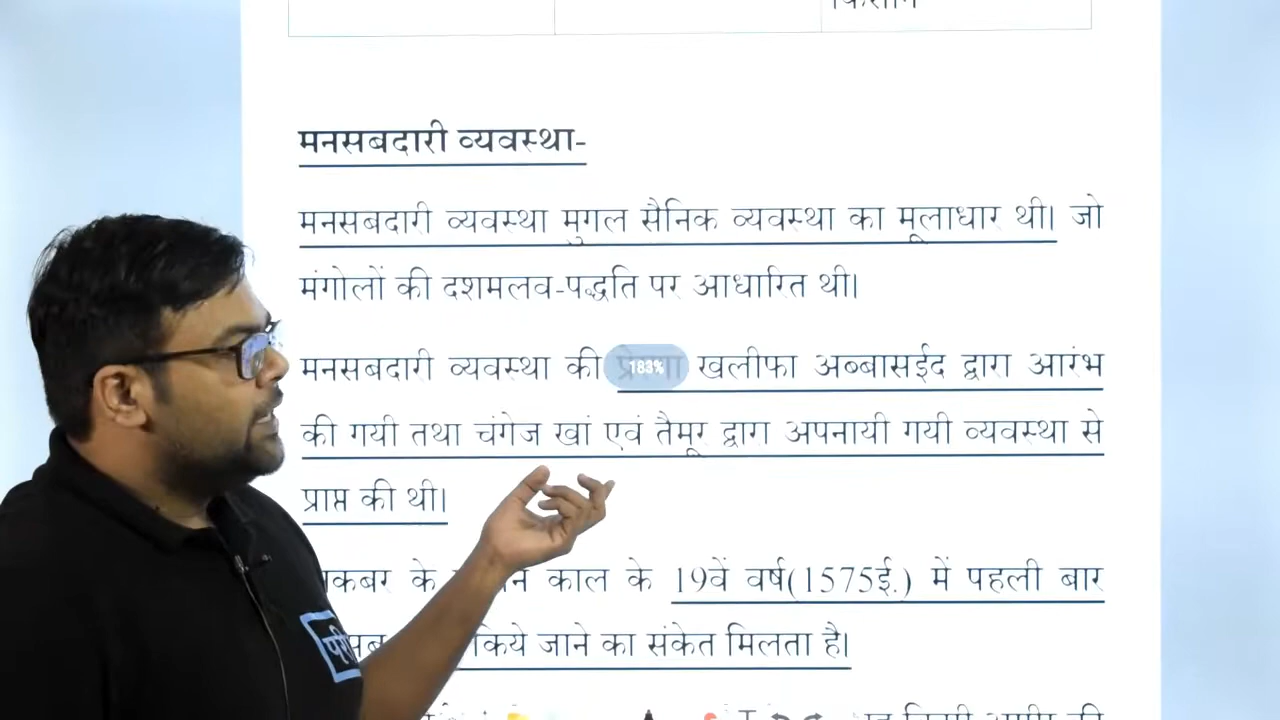 किसान
मनसबदारी व्यवस्था-
मनसबदारी व्यवस्था मुगल सैनिक व्यवस्था का मूलाधार थी। जो
मंगोलों की दशमलव-पद्धति पर आधारित थी।
मनसबदारी व्यवस्था की 183% खलीफा अब्बासईद द्वारा आरंभ
की गयी तथा चंगेज खां एवं तैमूर द्वारा अपनायी गयी व्यवस्था से
प्राप्त की थी।
के काल के 19वें वर्ष(1575ई.) में पहली बार
किये जाने का संकेत मिलता है।